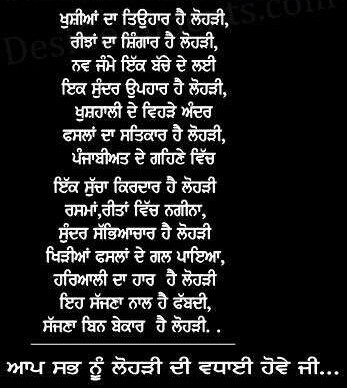 ਖੁਸ਼ੀਆਂ ਦਾ ਤਿਉਹਾਰ ਹੈ ਲੋਹੜੀ,
ਰੀਝਾਂ ਦਾ ਸ਼ਿੰਗਾਰ ਹੈ ਲੋਹੜੀ,
ਨਵ ਜੰਮੇ ਇੱਕ ਬੱਚੇ ਦੇ ਲਈ
ਇਕ ਸੁੰਦਰ ਉਪਹਾਰ ਹੈ ਲੋਹੜੀ,
ਖੁਸ਼ਹਾਲੀ ਦੇ ਵਿਹੜੇ ਅੰਦਰ
ਫਸਲਾਂ ਦਾ ਸਤਿਕਾਰ ਹੈ ਲੋਹੜੀ,
ਪੰਜਾਬੀਅਤ ਦੇ ਗਹਿਣੇ ਵਿੱਚ
ਇੱਕ ਸੁੱਚਾ ਕਿਰਦਾਰ ਹੈ ਲੋਹੜੀ
ਰਸਮਾਂ,ਰੀਤਾਂ ਵਿੱਚ ਨਗੀਨਾ,
ਸੁੰਦਰ ਸੱਭਿਆਚਾਰ ਹੈ ਲੋਹੜੀ
ਖਿੜੀਆਂ ਫਸਲਾਂ ਦੇ ਗਲ ਪਾਇਆ,
ਹਰਿਆਲੀ ਦਾ ਹਾਰ ਹੈ ਲੋਹੜੀ
ਇਹ ਸੱਜਣਾ ਨਾਲ ਹੈ ਫੱਬਦੀ,
ਸੱਜਣਾ ਬਿਨ ਬੇਕਾਰ ਹੈ ਲੋਹੜੀ. .
ਆਪ ਸਭ ਨੂੰ ਲੋਹੜੀ ਦੀ ਵਧਾਈ ਹੋਵੇ ਜੀ...